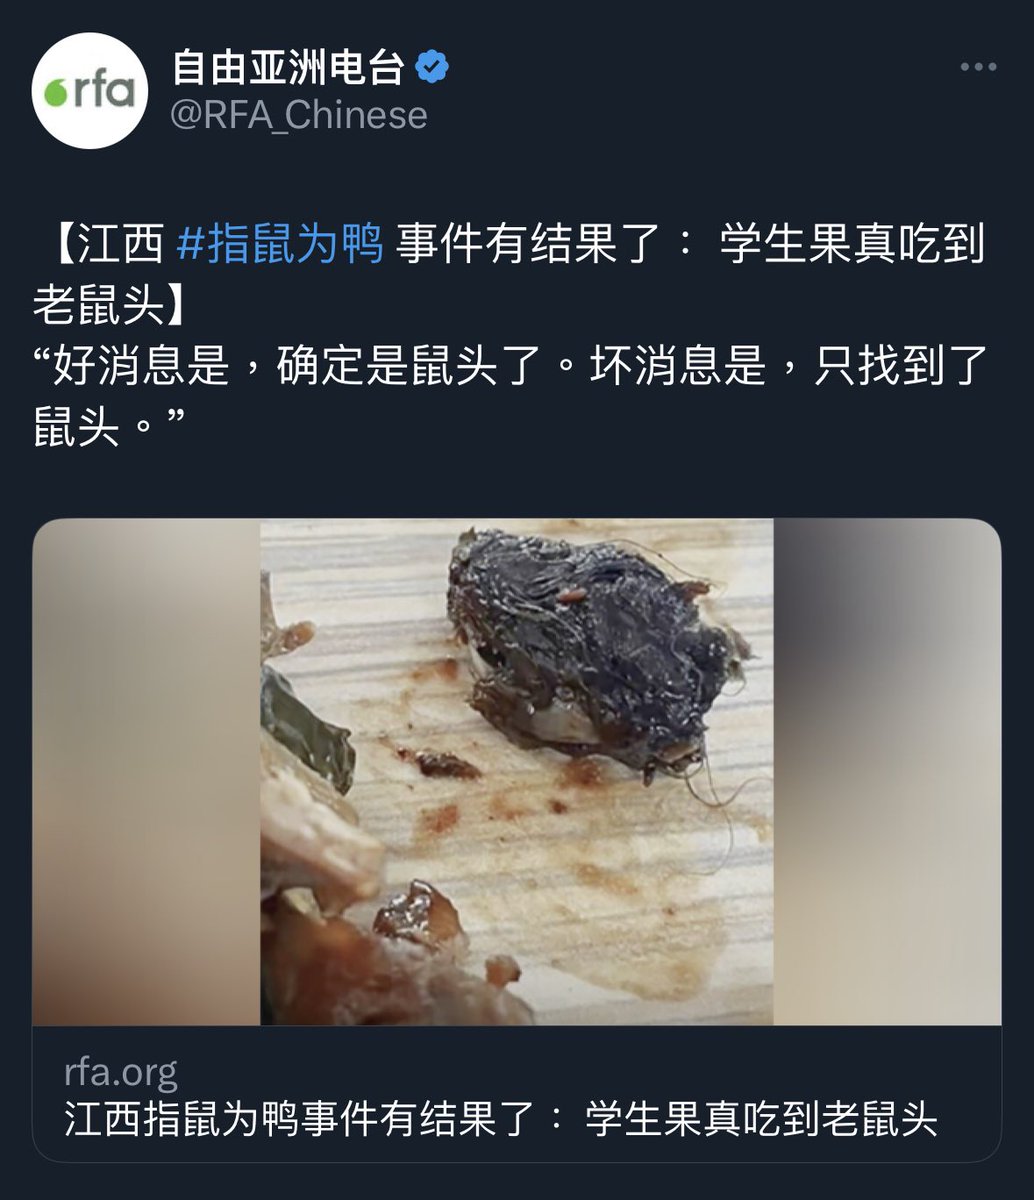 rfa
自由亚洲电台
@RFA_Chinese
【江西 #指鼠为鸭 事件有结果了： 学生果真吃到
老鼠头】
“好消息是，确定是鼠头了。坏消息是，只找到了
鼠头。”
rfa.org
江西指鼠为鸭事件有结果了： 学生果真吃到老鼠头